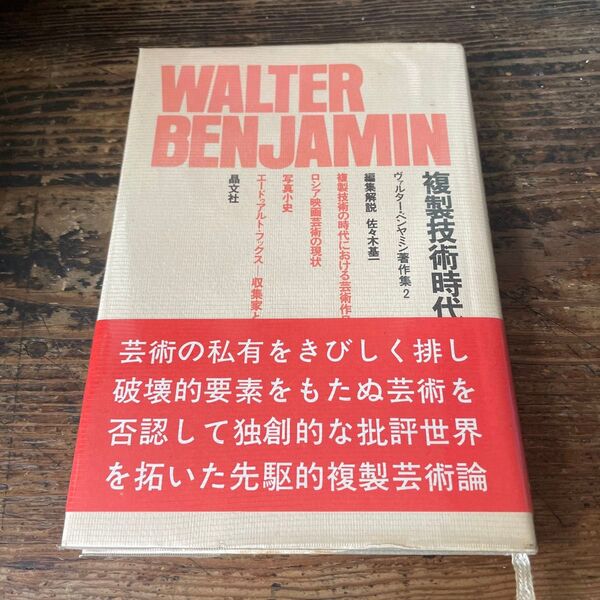 WALTER
BENJAMIN
複製技術時代
ヴァルター・ベンヤミン著作集・2
編集解説 佐々木基一
複製技術の時代における芸術作品
ロシア映画芸術の現状
写真小史
エードゥアルト・フックス—収集家と
晶文社
芸術の私有をきびしく排し
破壊的要素をもたぬ芸術を
否認して独創的な批評世界
を拓いた先駆的複製芸術論